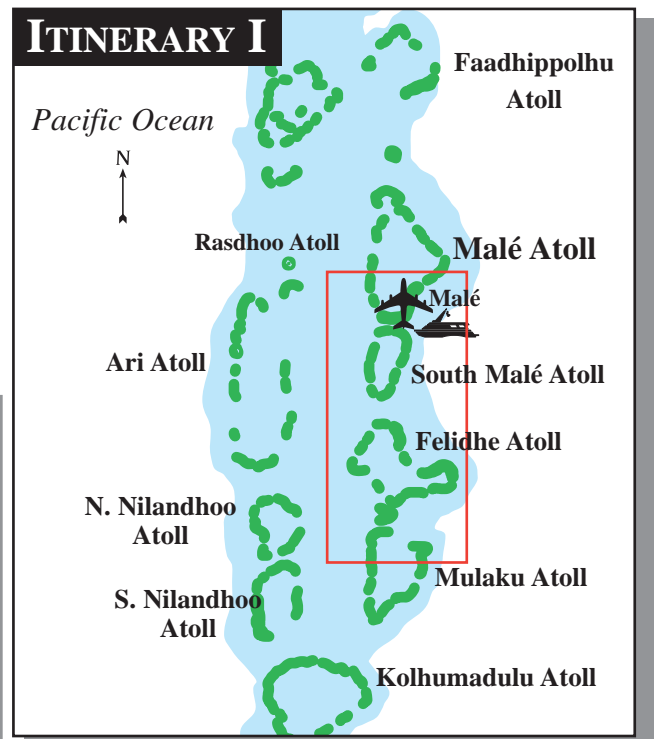 ITINERARY I
Faadhippolhu
Atoll
Pacific Ocean
N
Rasdhoo Atoll
Malé Atoll
Malé
Ari Atoll
South Malé Atoll
Felidhe Atoll
N. Nilandhoo
Atoll
Mulaku Atoll
S. Nilandhoo
Atoll
Kolhumadulu Atoll